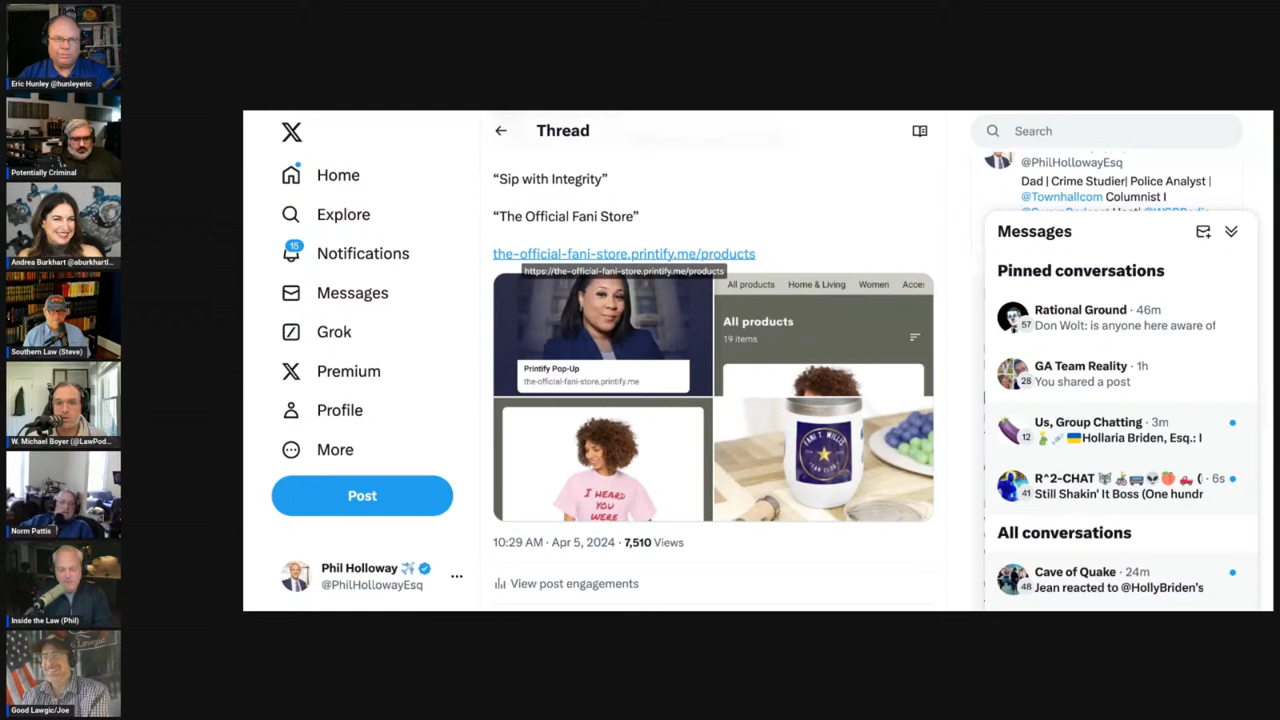 Eric Hunley @hunleyeric
Potentially Criminal
Andrea Burkhart @aburkhartl...
Southern Law (Steve)
W. Michael Boyer (@LawPod...
Norm Pattis
Inside the Law (Phil)
Good Lawgic/Joe
Home
Explore
15
Notifications
Messages
Grok
Premium
Profile
More
Post
Phil Holloway
@PhilHollowayEsq
Thread
“Sip with Integrity”
“The Official Fani Store”
the-official-fani-store.printify.me/products
https://the-official-fani-store.printify.me/products
Printify Pop-Up
the-official-fani-store.printify.me
All products Home & Living Women Acces
All products
19 items
I HEARD
YOU
WERE
FANI T. WILLIS
FAN CLUB
10:29 AM · Apr 5, 2024 · 7,510 Views
View post engagements
Search
@PhilHollowayEsq
Dad | Crime Studier| Police Analyst |
@Townhallcom Columnist I
Messages
Pinned conversations
Rational Ground · 46m
57
Don Wolt: is anyone here aware of
GA Team Reality · 1h
28
You shared a post
Us, Group Chatting · 3m
12
Hollaria Briden, Esq.: I
R^2-CHAT ( · 6s
41
Still Shakin' It Boss (One hundr
All conversations
Cave of Quake · 24m
48
Jean reacted to @HollyBriden's